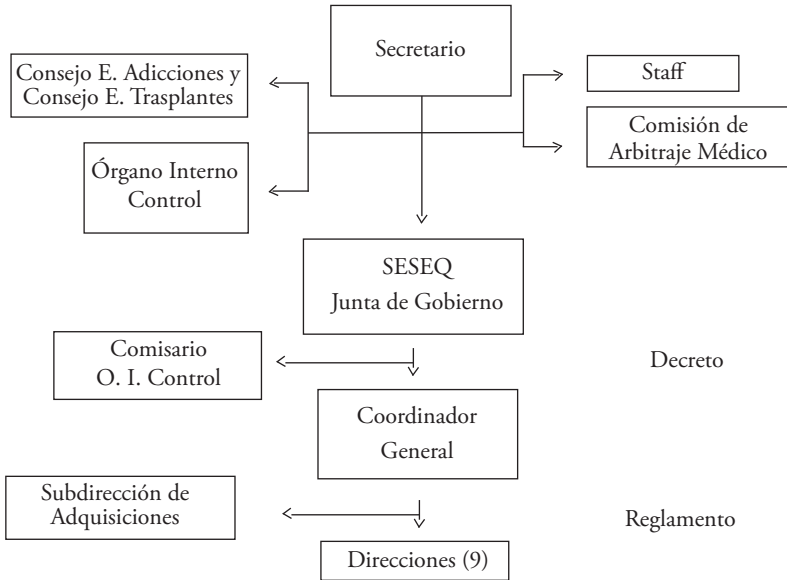 Secretario
Consejo E. Adicciones y
Consejo E. Trasplantes
Staff
Comisión de
Arbitraje Médico
Órgano Interno
Control
SESEQ
Junta de Gobierno
Comisario
O. I. Control
Decreto
Coordinador
General
Subdirección de
Adquisiciones
Reglamento
Direcciones (9)